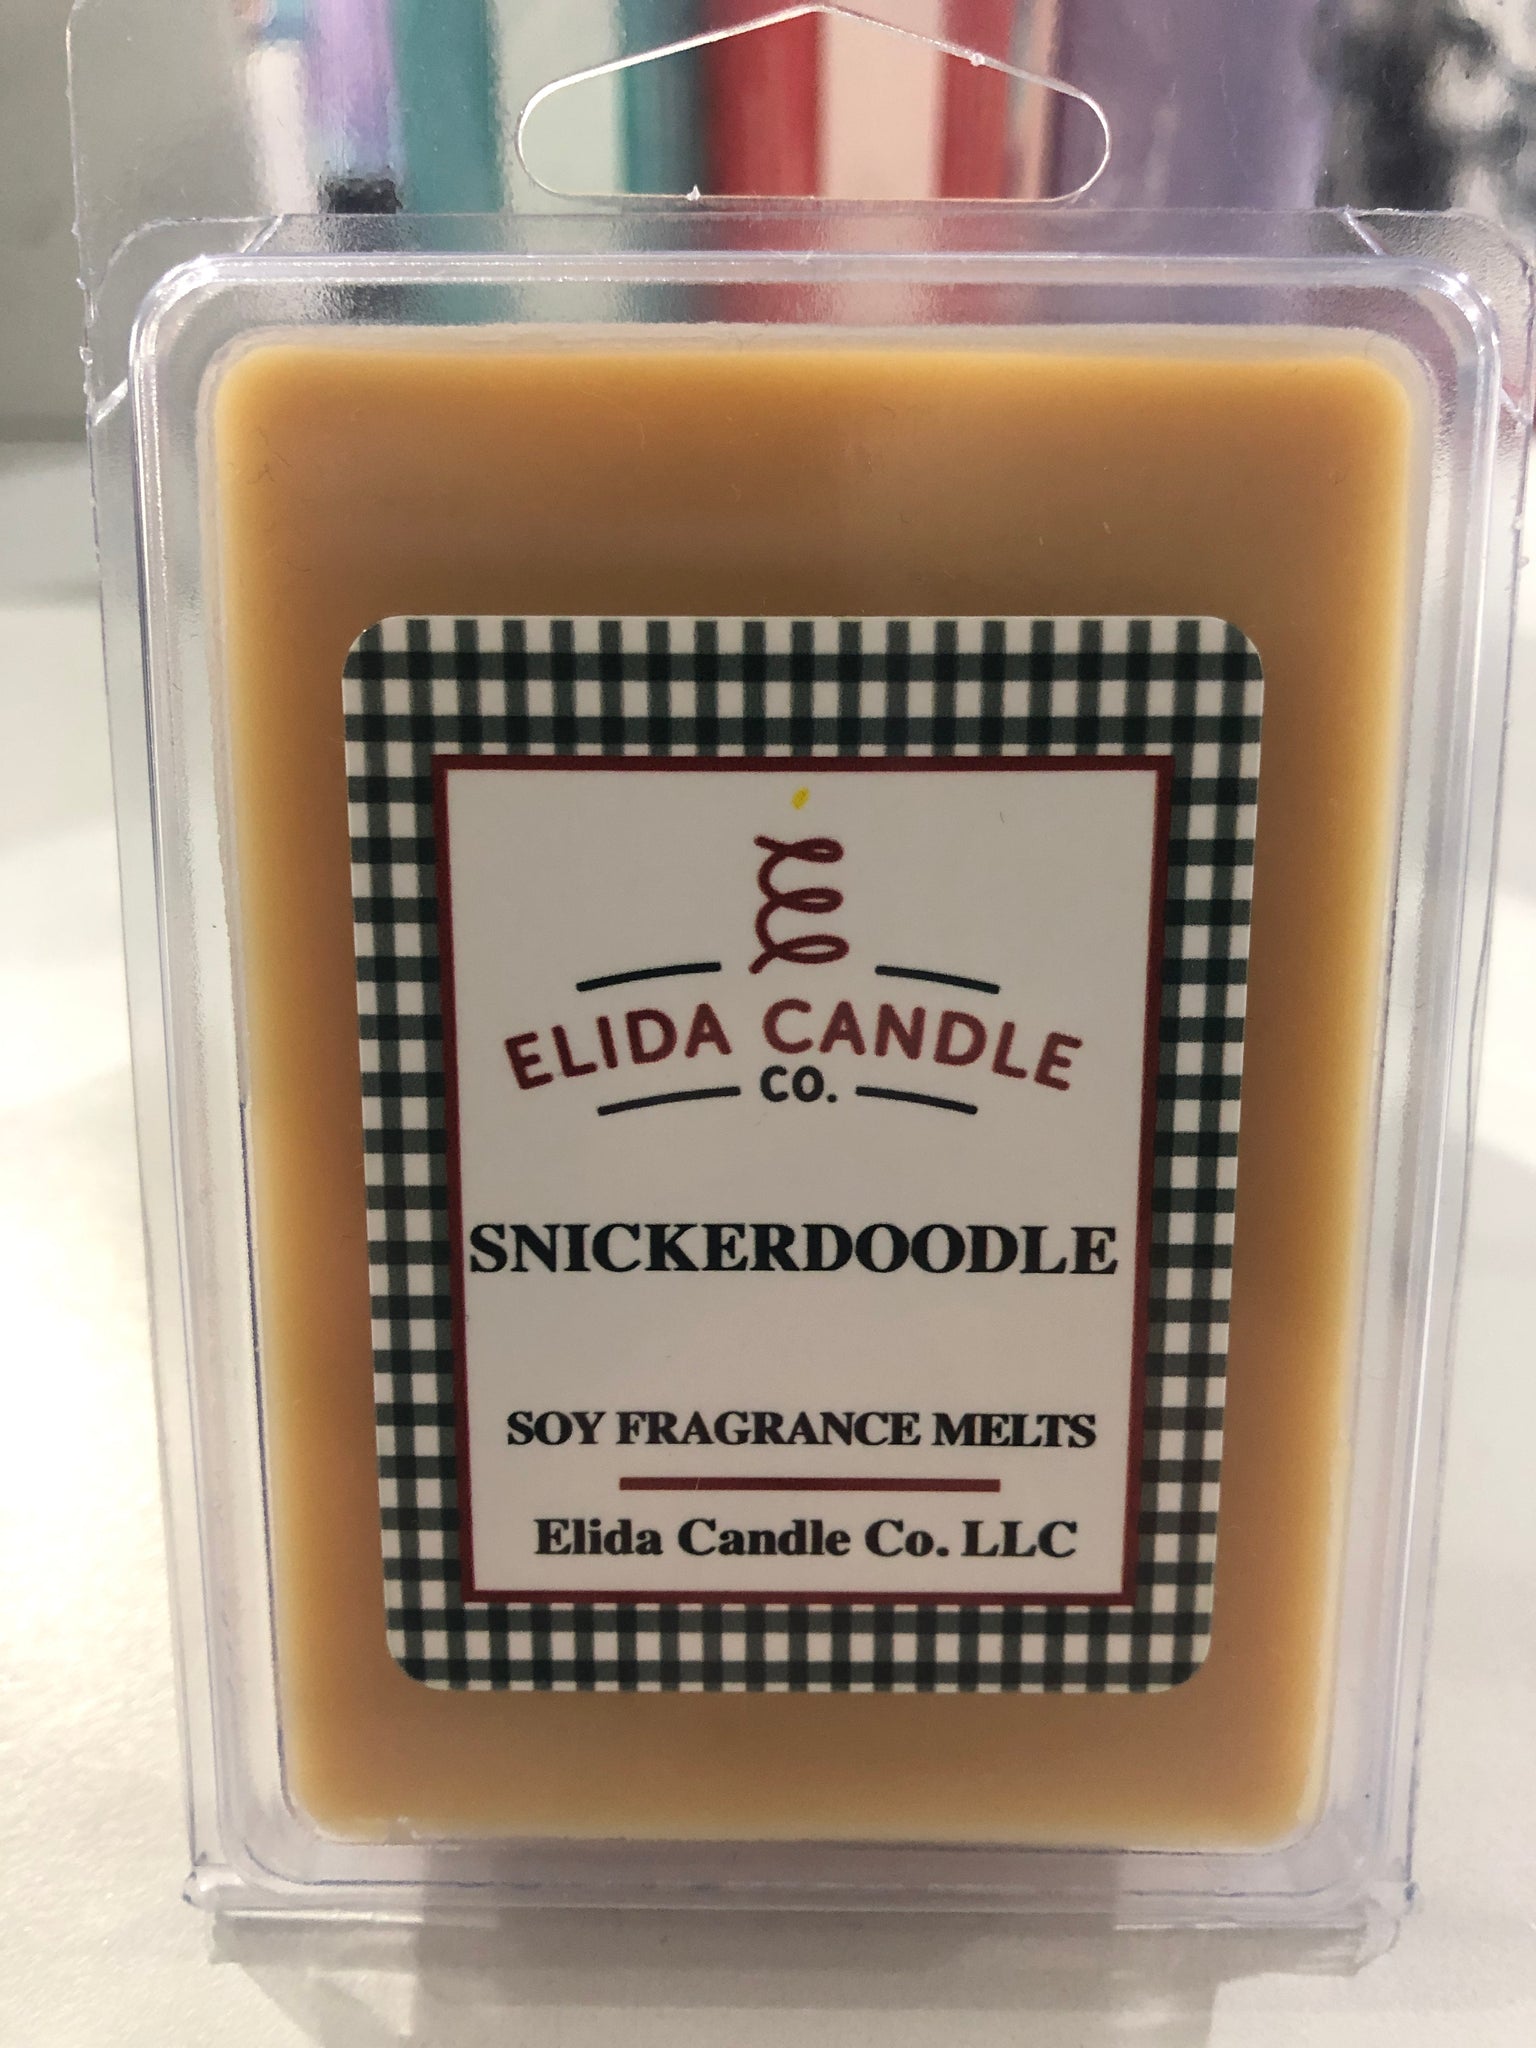 ELIDA CANDLE
CO.
SNICKERDOODLE
SOY FRAGRANCE MELTS
Elida Candle Co. LLC